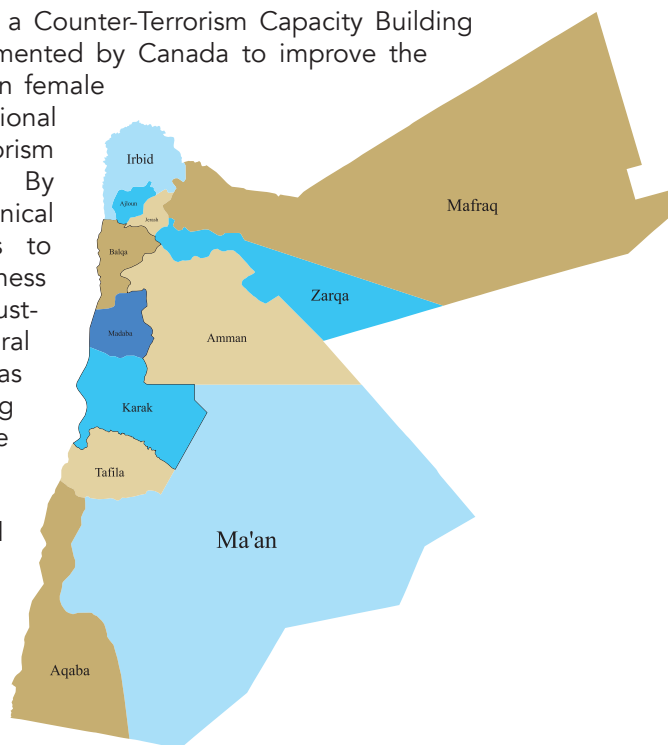 a Counter-Terrorism Capacity Building
mented by Canada to improve the
n female
ional
orism
By
nical
s to
ness
ust-
ral
as
g
e
Irbid
Ajloun
Jerash
Mafraq
Balqa
Zarqa
Madaba
Amman
Karak
Tafila
Ma'an
Aqaba